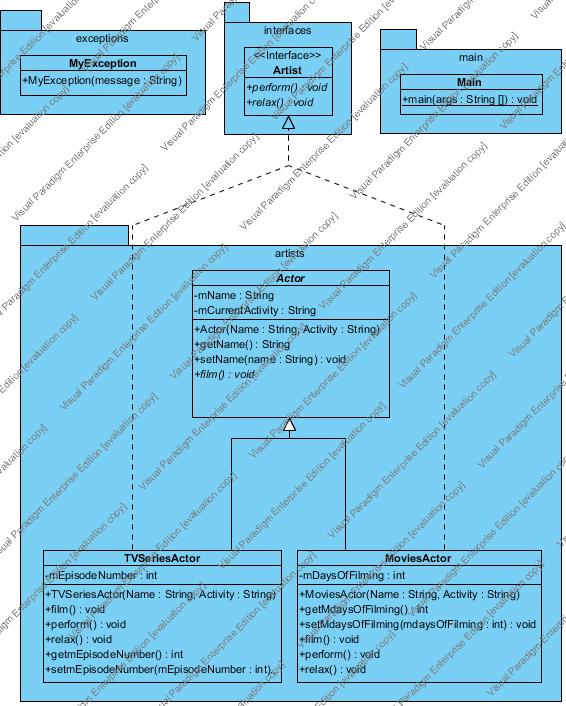 exceptions
MyException
+MyException(message : String)
interfaces
<<Interface>>
Artist
+perform() : void
+relax() : void
main
Main
+main(args : String []) : void
artists
Actor
-mName : String
-mCurrentActivity : String
+Actor(Name : String, Activity : String)
+getName() : String
+setName(name : String) : void
+film() : void
TVSeriesActor
-mEpisodeNumber : int
+TVSeriesActor(Name : String, Activity : String)
+film() : void
+perform() : void
+relax() : void
+getmEpisodeNumber() : int
+setmEpisodeNumber(mEpisodeNumber : int)...
MoviesActor
-mDaysOfFilming : int
+MoviesActor(Name : String, Activity : String)
+getMdaysOfFilming() : int
+setMdaysOfFilming(mdaysOfFilming : int) : void
+film() : void
+perform() : void
+relax() : void
Visual Paradigm Enterprise Edition [evaluation copy]